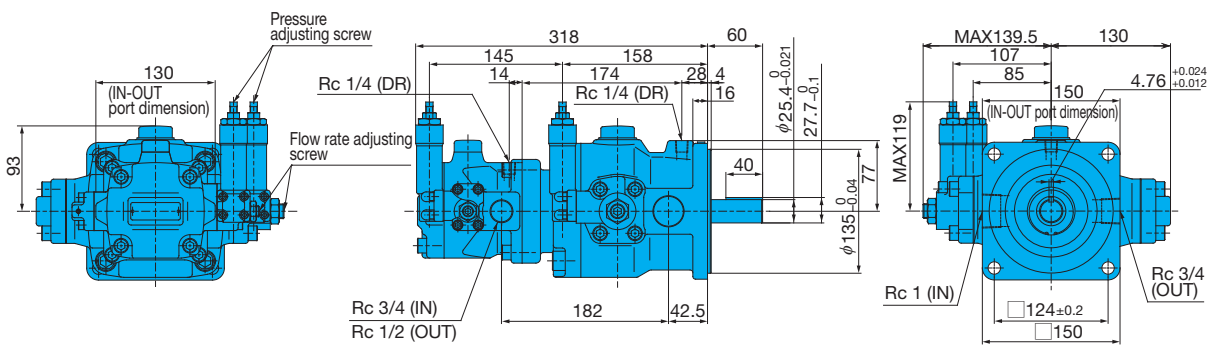 Pressure
adjusting screw
130
(IN-OUT
port dimension)
Flow rate adjusting
screw
93
318
60
145
158
14
174
28
4
16
Rc 1/4 (DR)
Rc 1/4 (DR)
ϕ25.4 0 -0.021
27.7 0 -0.1
40
77
ϕ135 0 -0.04
Rc 3/4 (IN)
Rc 1/2 (OUT)
182
42.5
MAX139.5
130
107
85
4.76 +0.024 +0.012
150
(IN-OUT port dimension)
MAX119
Rc 1 (IN)
Rc 3/4
(OUT)
□124±0.2
□150